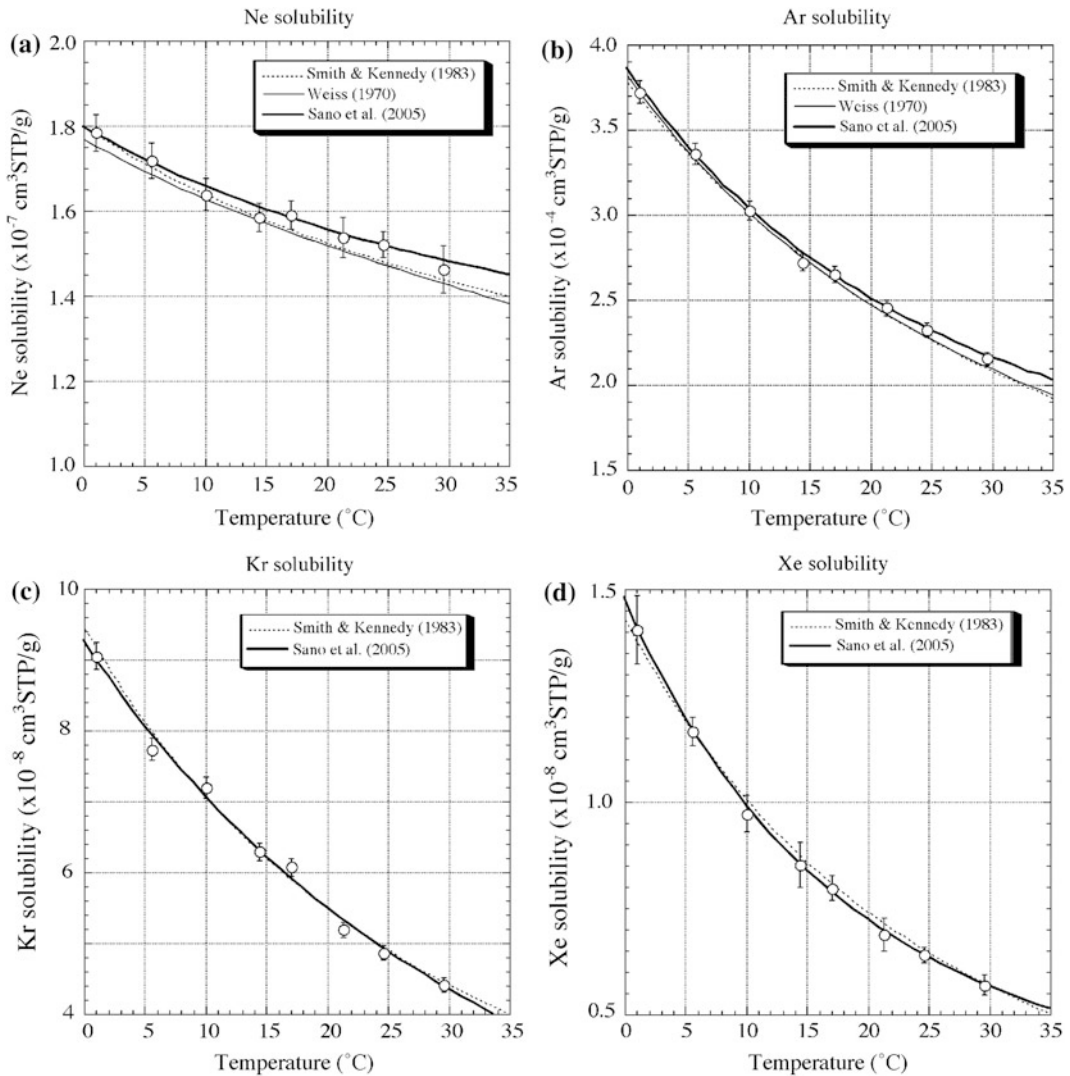 Ne solubility
(a)
2.0
1.8
1.6
1.4
1.2
1.0
Ne solubility (x10⁻⁷ cm³STP/g)
Smith & Kennedy (1983)
Weiss (1970)
Sano et al. (2005)
0 5 10 15 20 25 30 35
Temperature (°C)
Ar solubility
(b)
4.0
3.5
3.0
2.5
2.0
1.5
Ar solubility (x10⁻⁴ cm³STP/g)
Smith & Kennedy (1983)
Weiss (1970)
Sano et al. (2005)
0 5 10 15 20 25 30 35
Temperature (°C)
Kr solubility
(c)
10
8
6
4
Kr solubility (x10⁻⁸ cm³STP/g)
Smith & Kennedy (1983)
Sano et al. (2005)
0 5 10 15 20 25 30 35
Temperature (°C)
Xe solubility
(d)
1.5
1.0
0.5
Xe solubility (x10⁻⁸ cm³STP/g)
Smith & Kennedy (1983)
Sano et al. (2005)
0 5 10 15 20 25 30 35
Temperature (°C)